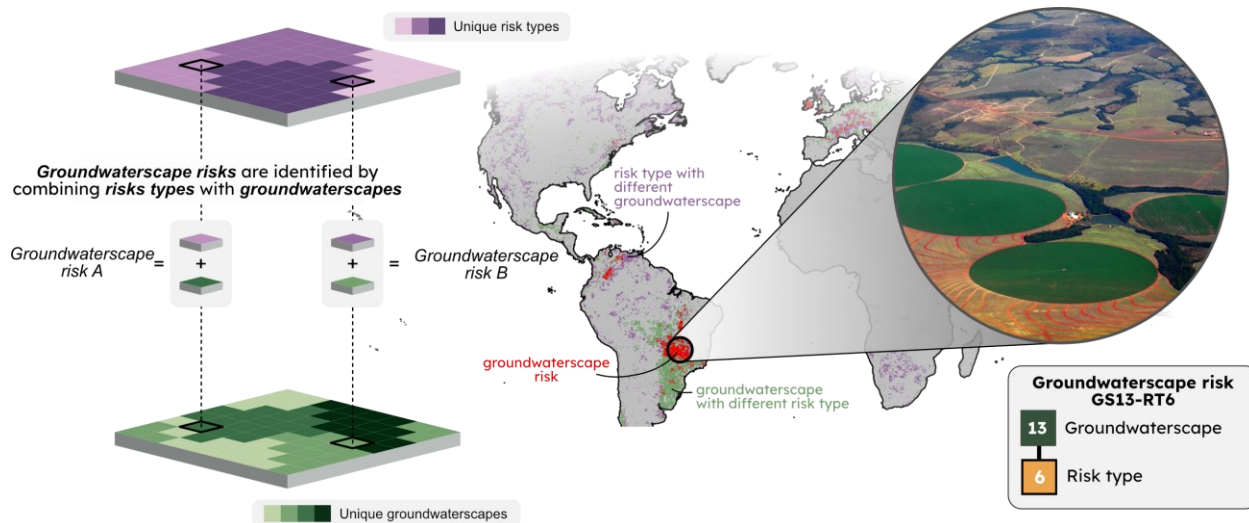 Unique risk types
Groundwaterscape risks are identified by
combining risks types with groundwaterscapes
Groundwaterscape
risk A
=
+
+
=
Groundwaterscape
risk B
Unique groundwaterscapes
risk type with
different
groundwaterscape
groundwaterscape
risk
groundwaterscape
with different risk type
Groundwaterscape risk
GS13-RT6
13 Groundwaterscape
6 Risk type